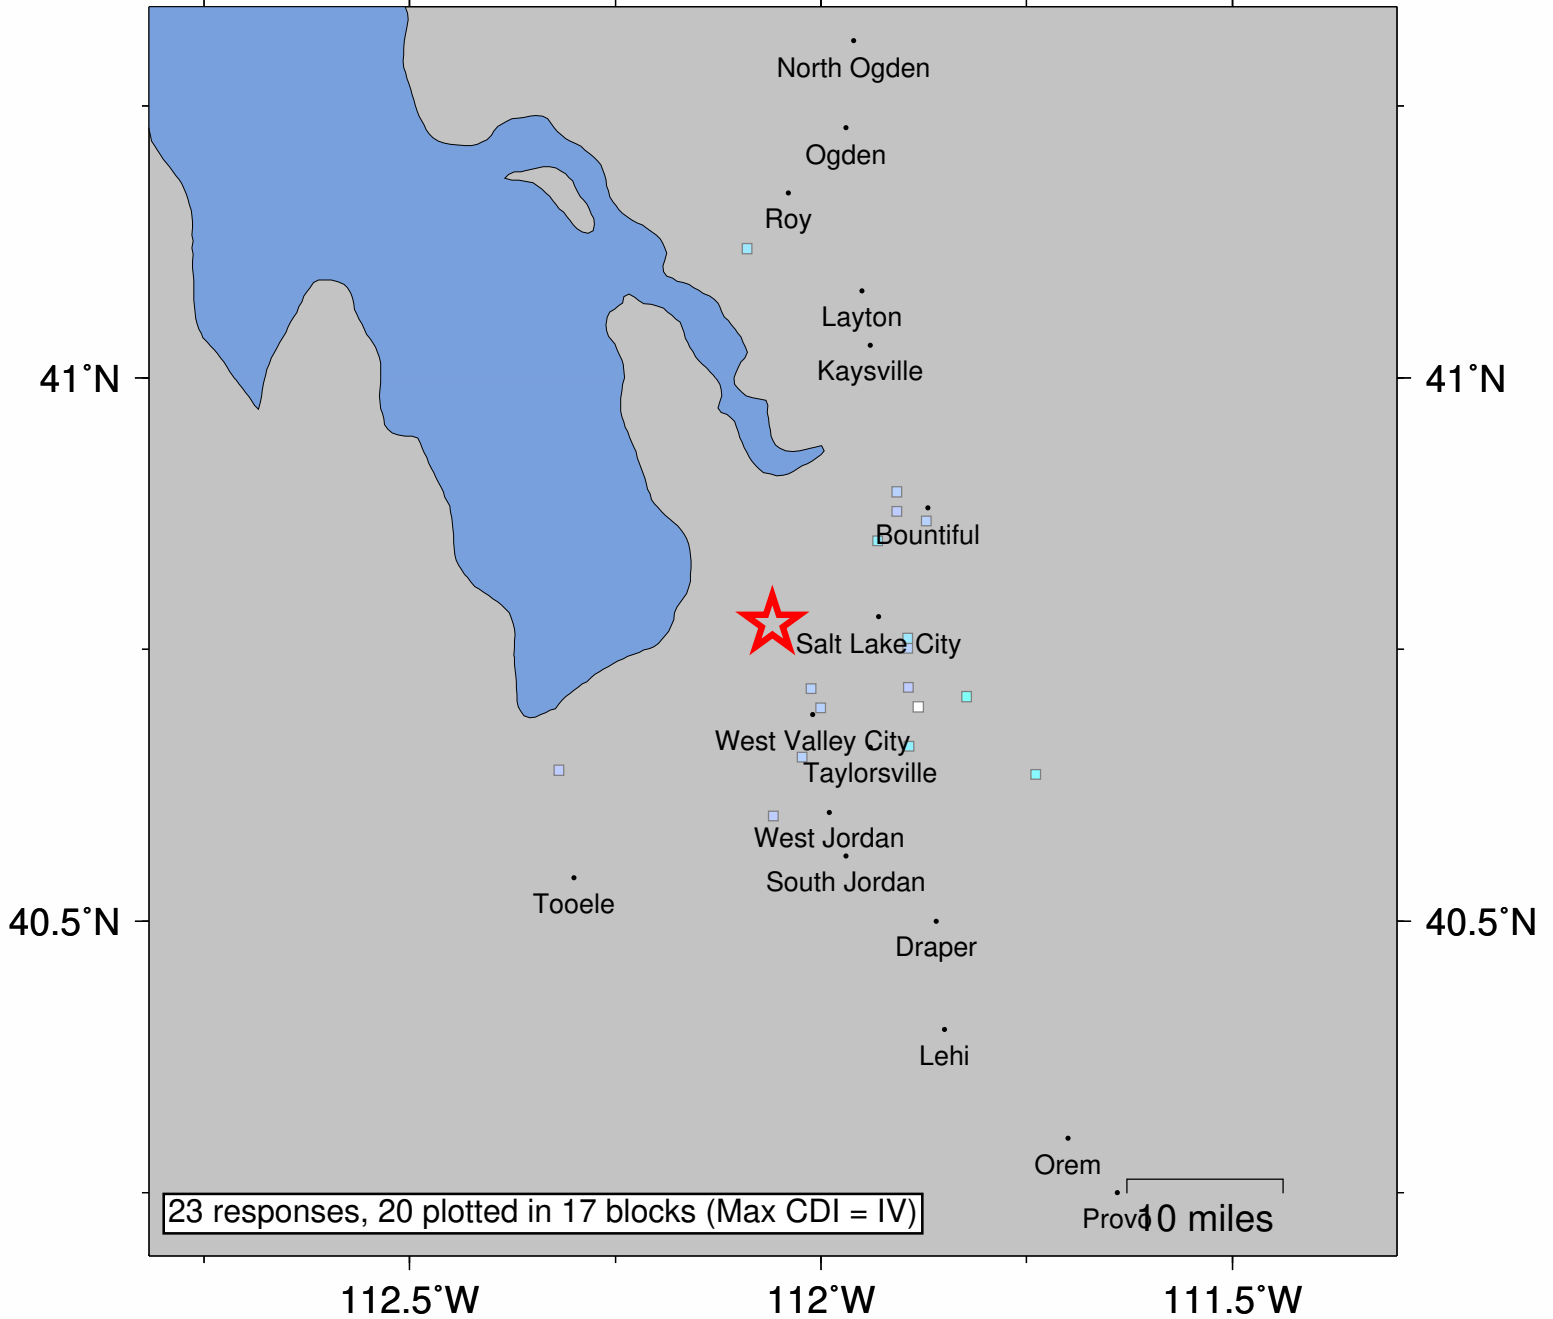 North Ogden
Ogden
Roy
Layton
Kaysville
41°N
41°N
Bountiful
Salt Lake City
West Valley City
Taylorsville
West Jordan
South Jordan
Tooele
40.5°N
40.5°N
Draper
Lehi
Orem
23 responses, 20 plotted in 17 blocks (Max CDI = IV)
Provo
10 miles
112.5°W
112°W
111.5°W